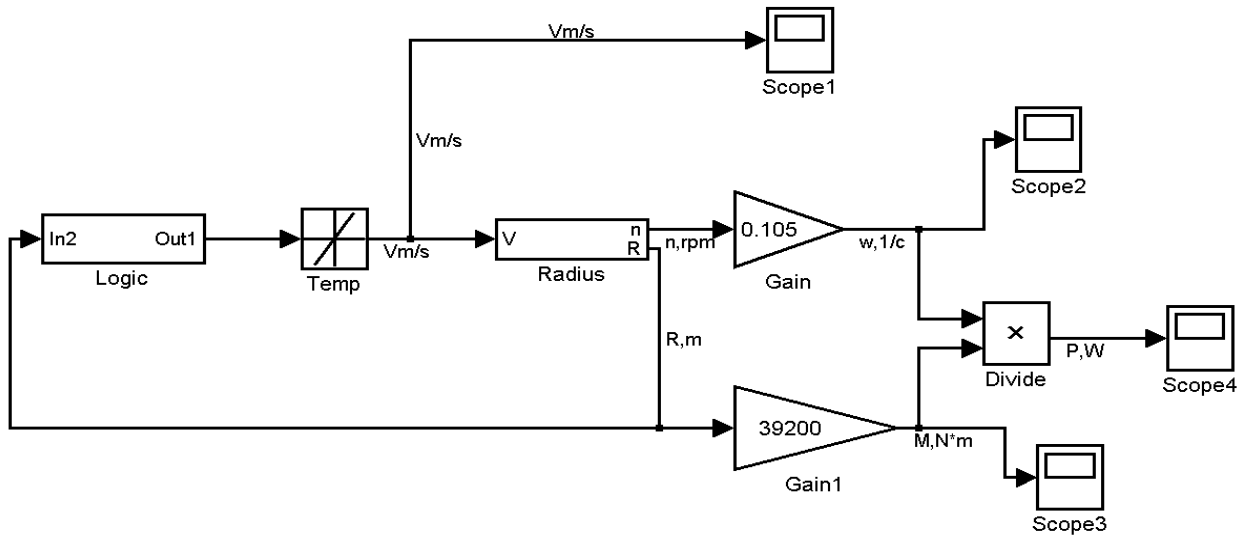 Vm/s
Scope1
Vm/s
Scope2
In2
Out1
Logic
Temp
Vm/s
V
n
R
Radius
n,rpm
0.105
Gain
w,1/c
R,m
×
Divide
P,W
Scope4
39200
Gain1
M,N*m
Scope3